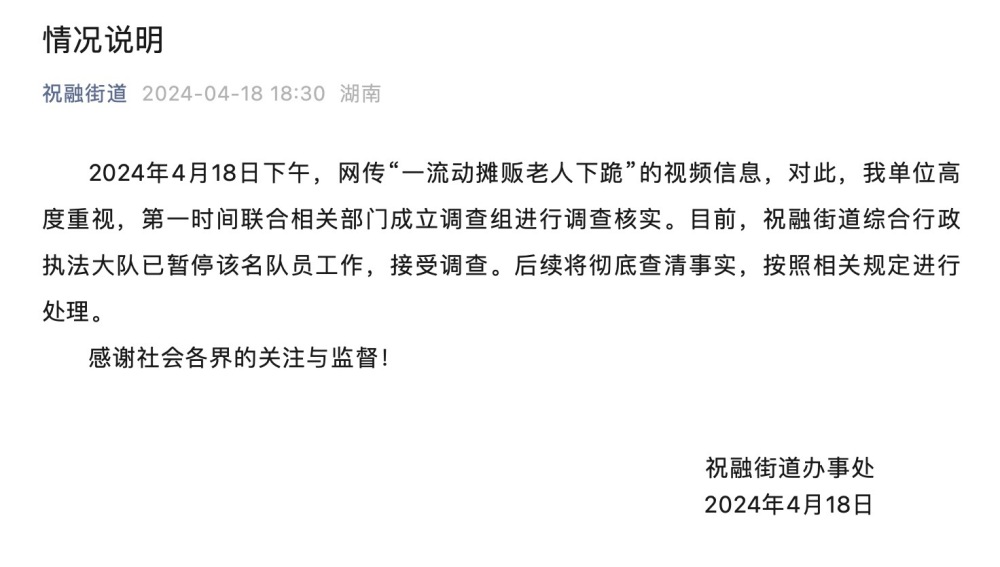 情况说明
祝融街道 2024-04-18 18:30 湖南
2024年4月18日下午，网传“一流动摊贩老人下跪”的视频信息，对此，我单位高
度重视，第一时间联合相关部门成立调查组进行调查核实。目前，祝融街道综合行政
执法大队已暂停该名队员工作，接受调查。后续将彻底查清事实，按照相关规定进行
处理。
感谢社会各界的关注与监督！
祝融街道办事处
2024年4月18日